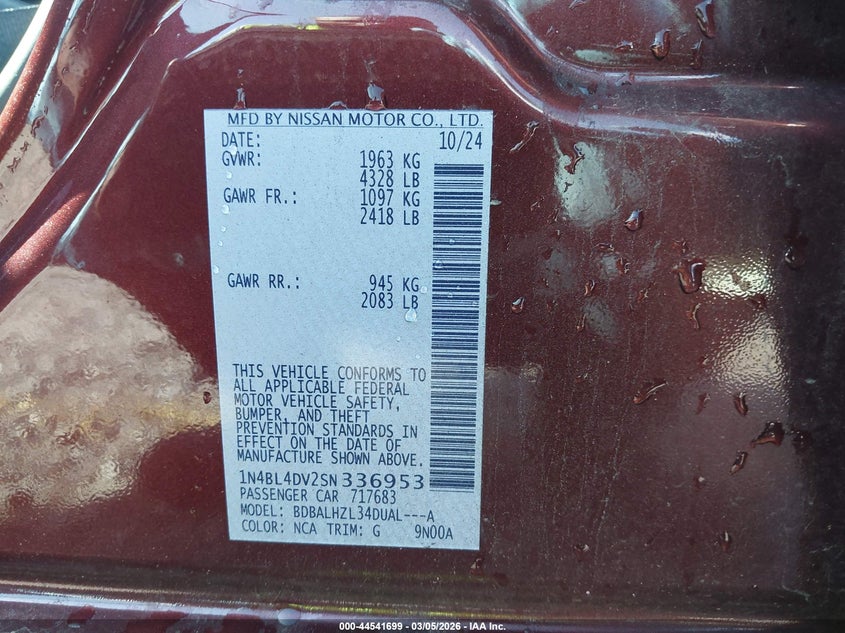 MFD BY NISSAN MOTOR CO., LTD.
DATE: 10/24
GVWR: 1963 KG
4328 LB
GAWR FR.: 1097 KG
2418 LB
GAWR RR.: 945 KG
2083 LB
THIS VEHICLE CONFORMS TO
ALL APPLICABLE FEDERAL
MOTOR VEHICLE SAFETY,
BUMPER, AND THEFT
PREVENTION STANDARDS IN
EFFECT ON THE DATE OF
MANUFACTURE SHOWN ABOVE.
1N4BL4DV2SN336953
PASSENGER CAR 717683
MODEL: BDBALHZL34DUAL---A
COLOR: NCA TRIM: G 9N00A
000-44541699 - 03/05/2026 - IAA Inc.